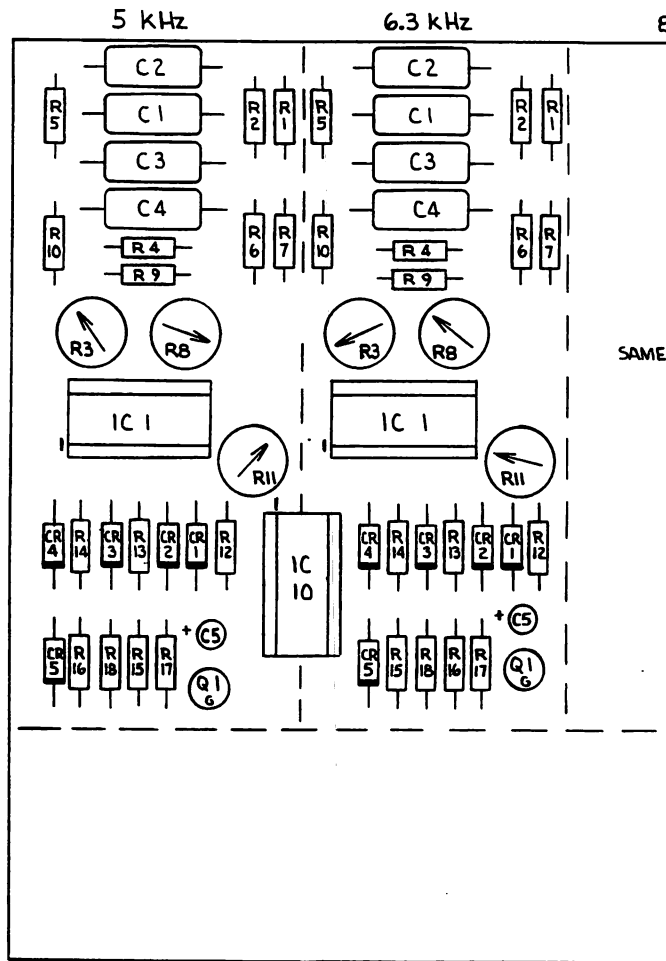 5 KHz 6.3 KHz 8
C2 C2
C1 C1
R5 R2 R1 R5 R2 R1
C3 C3
C4 C4
R10 R6 R7 R10 R6 R7
R4 R4
R9 R9
R3 R8 R3 R8
SAME
IC 1 IC 1
R11 R11
CR4 R14 CR3 R13 CR2 CR1 R12 IC 10 CR4 R14 CR3 R13 CR2 CR1 R12
+ C5 + C5
CR5 R16 R18 R15 R17 CR5 R15 R18 R16 R17
Q1 G Q1 G